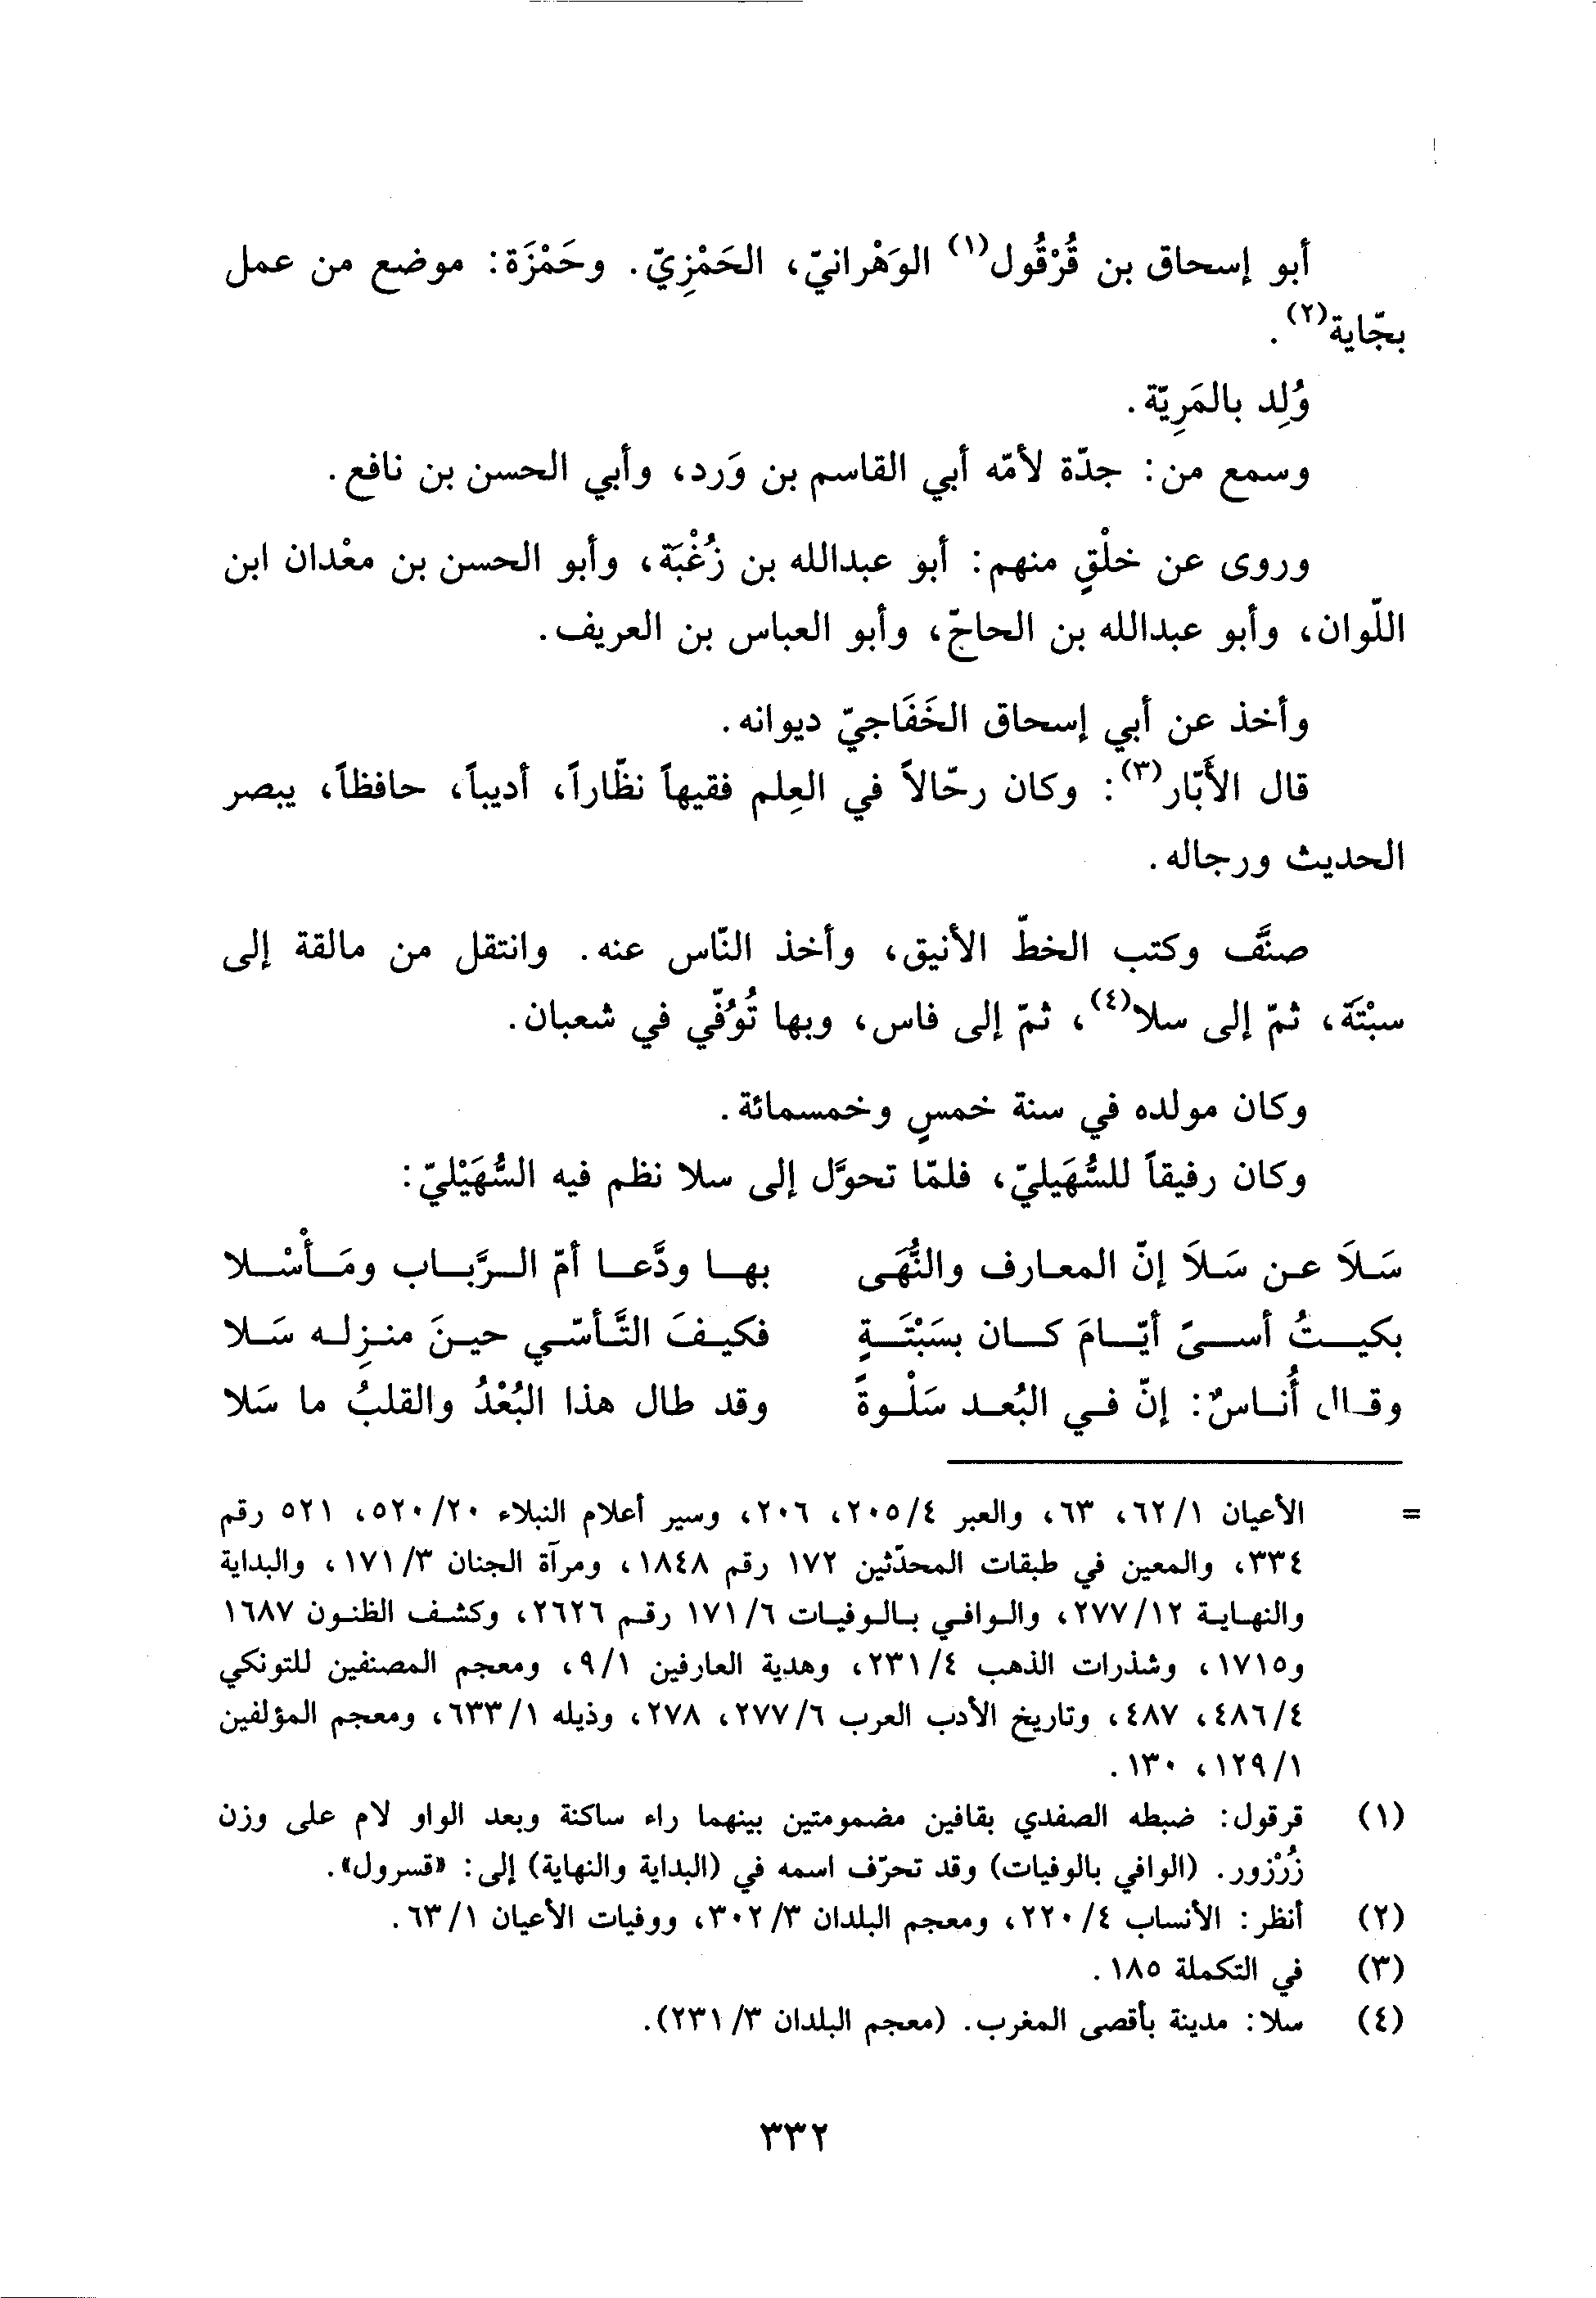 أبو إسحاق بن قُرْقُول(١) الوَهْرانيّ، الحَمْزِيّ. وحَمْزَة: موضع من عمل
بجّاية(٢).
وُلِد بالمَرِيّة.
وسمع من: جدّة لأمّه أبي القاسم بن وَرد، وأبي الحسن بن نافع.
وروى عن خلْقٍ منهم: أبو عبدالله بن زُغْبَة، وأبو الحسن بن معْدان ابن
اللّوان، وأبو عبدالله بن الحاجّ، وأبو العباس بن العريف.
وأخذ عن أبي إسحاق الخَفَاجيّ ديوانه.
قال الأَبّار(٣): وكان رحّالاً في العِلم فقيهاً نظّاراً، أديباً، حافظاً، يبصر
الحديث ورجاله.
صنَّف وكتب الخطّ الأنيق، وأخذ النّاس عنه. وانتقل من مالقة إلى
سبْتَة، ثمّ إلى سلا(٤)، ثمّ إلى فاس، وبها تُوُفّي في شعبان.
وكان مولده في سنة خمسٍ وخمسمائة.
وكان رفيقاً للسُّهَيليّ، فلمّا تحوَّل إلى سلا نظم فيه السُّهَيْليّ:
سَلاَ عن سَلاَ إنّ المعارف والنُّهَى بها ودَّعا أمّ الرَّباب ومَأْسْلا
بكيتُ أسىً أيّامَ كان بسَبْتَةٍ فكيفَ التَّأسّي حينَ منزِله سَلا
وقال أُناسٌ: إنّ في البُعد سَلْوةً وقد طال هذا البُعْدُ والقلبُ ما سَلا
= الأعيان ٦٢/١، ٦٣، والعبر ٢٠٥/٤، ٢٠٦، وسير أعلام النبلاء ٥٢٠/٢٠، ٥٢١ رقم
٣٣٤، والمعين في طبقات المحدّثين ١٧٢ رقم ١٨٤٨، ومرآة الجنان ١٧١/٣، والبداية
والنهاية ٢٧٧/١٢، والوافي بالوفيات ١٧١/٦ رقم ٢٦٢٦، وكشف الظنون ١٦٨٧
و١٧١٥، وشذرات الذهب ٢٣١/٤، وهدية العارفين ٩/١، ومعجم المصنفين للتونكي
٤٨٦/٤، ٤٨٧، وتاريخ الأدب العرب ٢٧٧/٦، ٢٧٨، وذيله ٦٣٣/١، ومعجم المؤلفين
١٢٩/١، ١٣٠.
(١) قرقول: ضبطه الصفدي بقافين مضمومتين بينهما راء ساكنة وبعد الواو لام على وزن
زُرْزور. (الوافي بالوفيات) وقد تحرّف اسمه في (البداية والنهاية) إلى: «قسرول».
(٢) أنظر: الأنساب ٢٢٠/٤، ومعجم البلدان ٣٠٢/٣، ووفيات الأعيان ٦٣/١.
(٣) في التكملة ١٨٥.
(٤) سلا: مدينة بأقصى المغرب. (معجم البلدان ٢٣١/٣).
٣٣٢